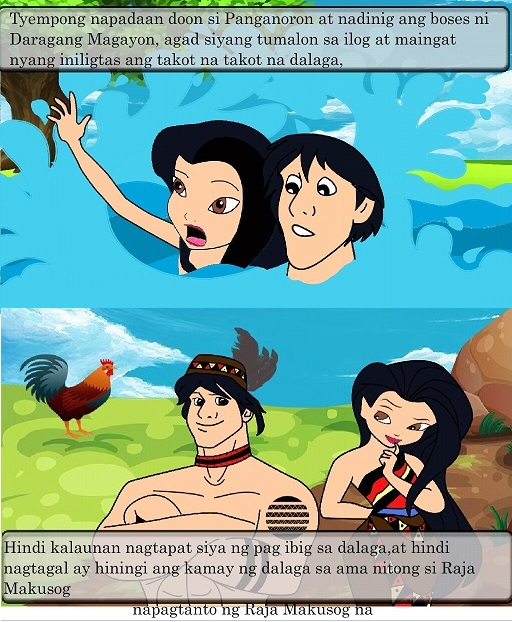 Tyempong napadaan doon si Panganoron at nadinig ang boses ni
Daragang Magayon, agad siyang tumalon sa ilog at maingat
nyang iniligtas ang takot na takot na dalaga,
Hindi kalaunan nagtapat siya ng pag ibig sa dalaga,at hindi
nagtagal ay hiningi ang kamay ng dalaga sa ama nitong si Raja
Makusog
napagtanto ng Raja Makusog na